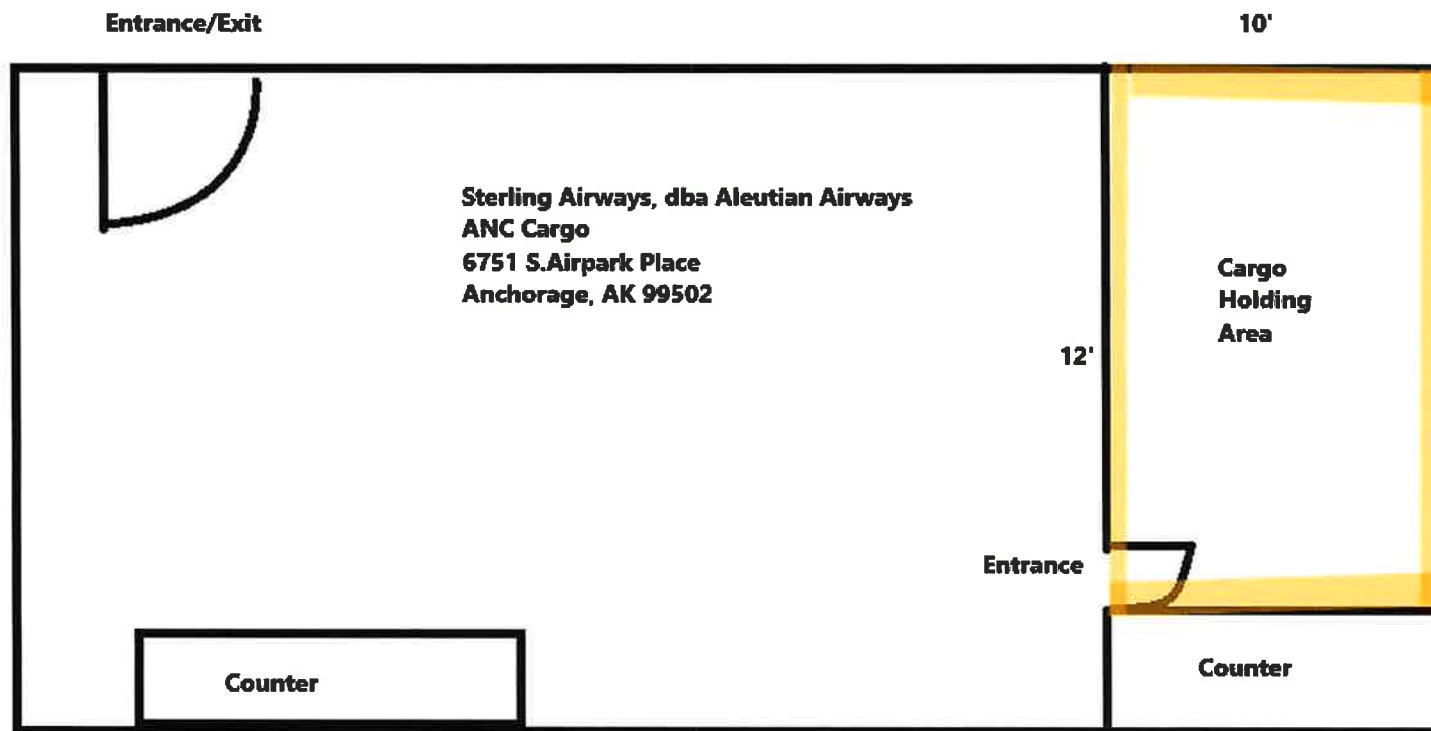 Entrance/Exit
10'
Sterling Airways, dba Aleutian Airways
ANC Cargo
6751 S.Airpark Place
Anchorage, AK 99502
Cargo
Holding
Area
12'
Entrance
Counter
Counter